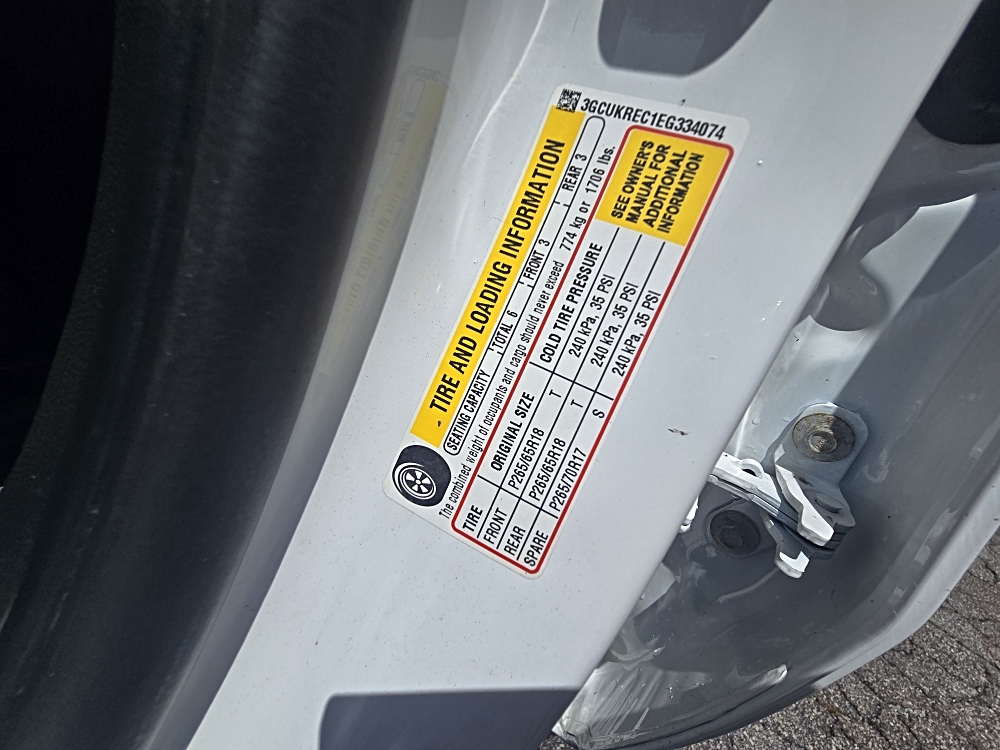 3GCUKREC1EG334074
TIRE AND LOADING INFORMATION
SEATING CAPACITY TOTAL 6 FRONT 3 REAR 3
The combined weight of occupants and cargo should never exceed 774 kg or 1706 lbs.
TIRE ORIGINAL SIZE COLD TIRE PRESSURE
FRONT P265/65R18 T 240 kPa, 35 PSI
REAR P265/65R18 T 240 kPa, 35 PSI
SPARE P265/70R17 S 240 kPa, 35 PSI
SEE OWNER'S
MANUAL FOR
ADDITIONAL
INFORMATION